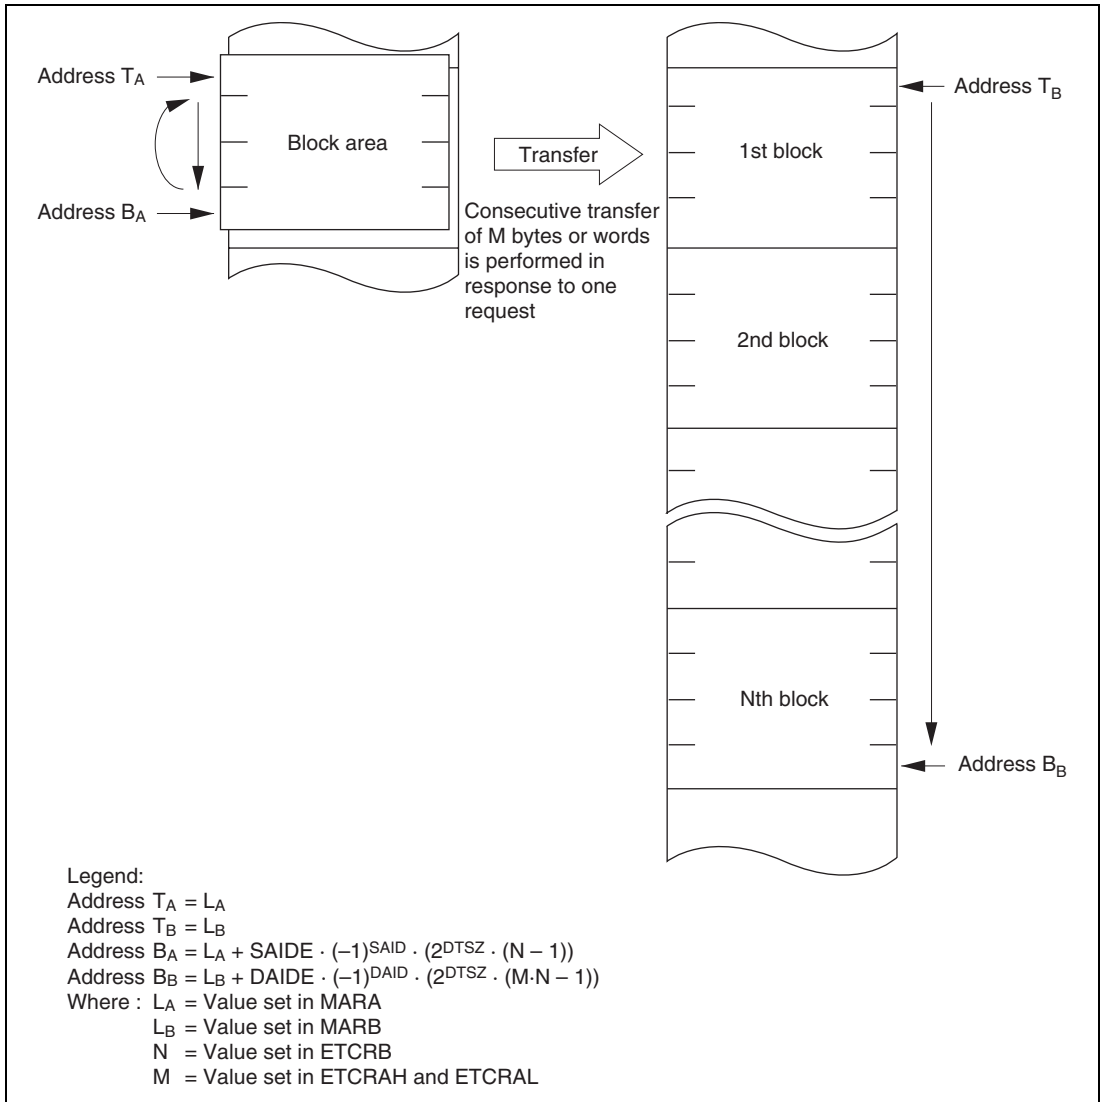 Address TA
Block area
Address BA
Transfer
Consecutive transfer
of M bytes or words
is performed in
response to one
request
Address TB
1st block
2nd block
Nth block
Address BB
Legend:
Address TA = LA
Address TB = LB
Address BA = LA + SAIDE · (–1)SAID · (2DTSZ · (N – 1))
Address BB = LB + DAIDE · (–1)DAID · (2DTSZ · (M·N – 1))
Where : LA = Value set in MARA
LB = Value set in MARB
N = Value set in ETCRB
M = Value set in ETCRAH and ETCRAL